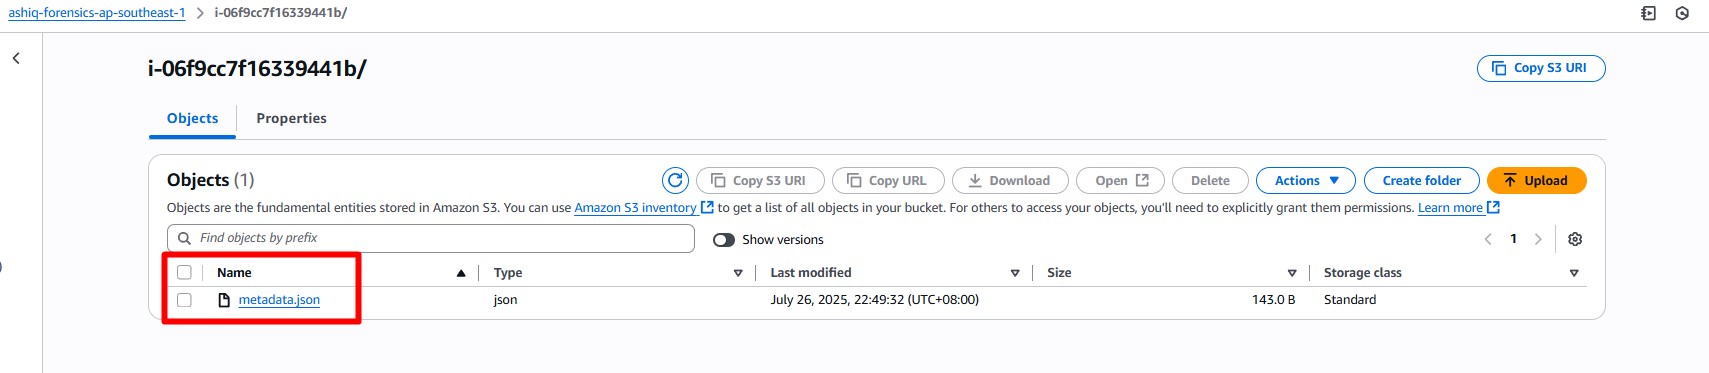 ashiq-forensics-ap-southeast-1 > i-06f9cc7f16339441b/
i-06f9cc7f16339441b/
Copy S3 URI
Objects Properties
Objects (1)
Copy S3 URI Copy URL Download Open Delete Actions Create folder Upload
Objects are the fundamental entities stored in Amazon S3. You can use Amazon S3 inventory to get a list of all objects in your bucket. For others to access your objects, you'll need to explicitly grant them permissions. Learn more
Find objects by prefix Show versions 1
Name Type Last modified Size Storage class
metadata.json json July 26, 2025, 22:49:32 (UTC+08:00) 143.0 B Standard